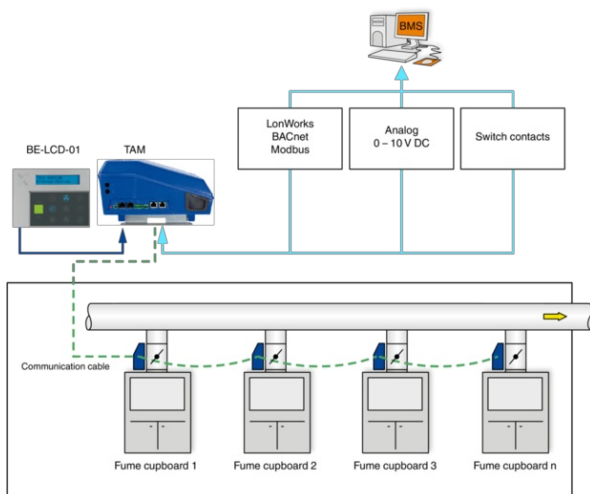 BMS
LonWorks
BACnet
Modbus
Analog
0 – 10 V DC
Switch contacts
BE-LCD-01
TAM
Communication cable
Fume cupboard 1
Fume cupboard 2
Fume cupboard 3
Fume cupboard n